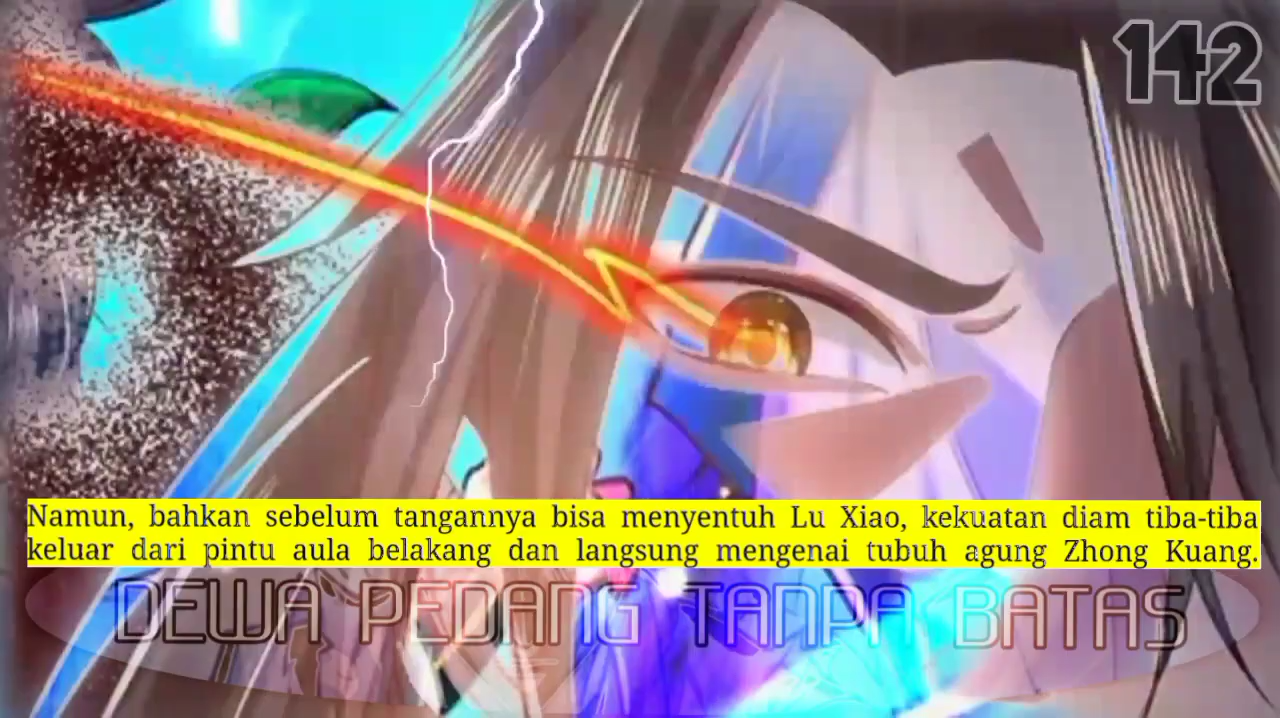 142
Namun, bahkan sebelum tangannya bisa menyentuh Lu Xiao, kekuatan diam tiba-tiba
keluar dari pintu aula belakang dan langsung mengenai tubuh agung Zhong Kuang.
DEWA PEDANG TANPA BATAS